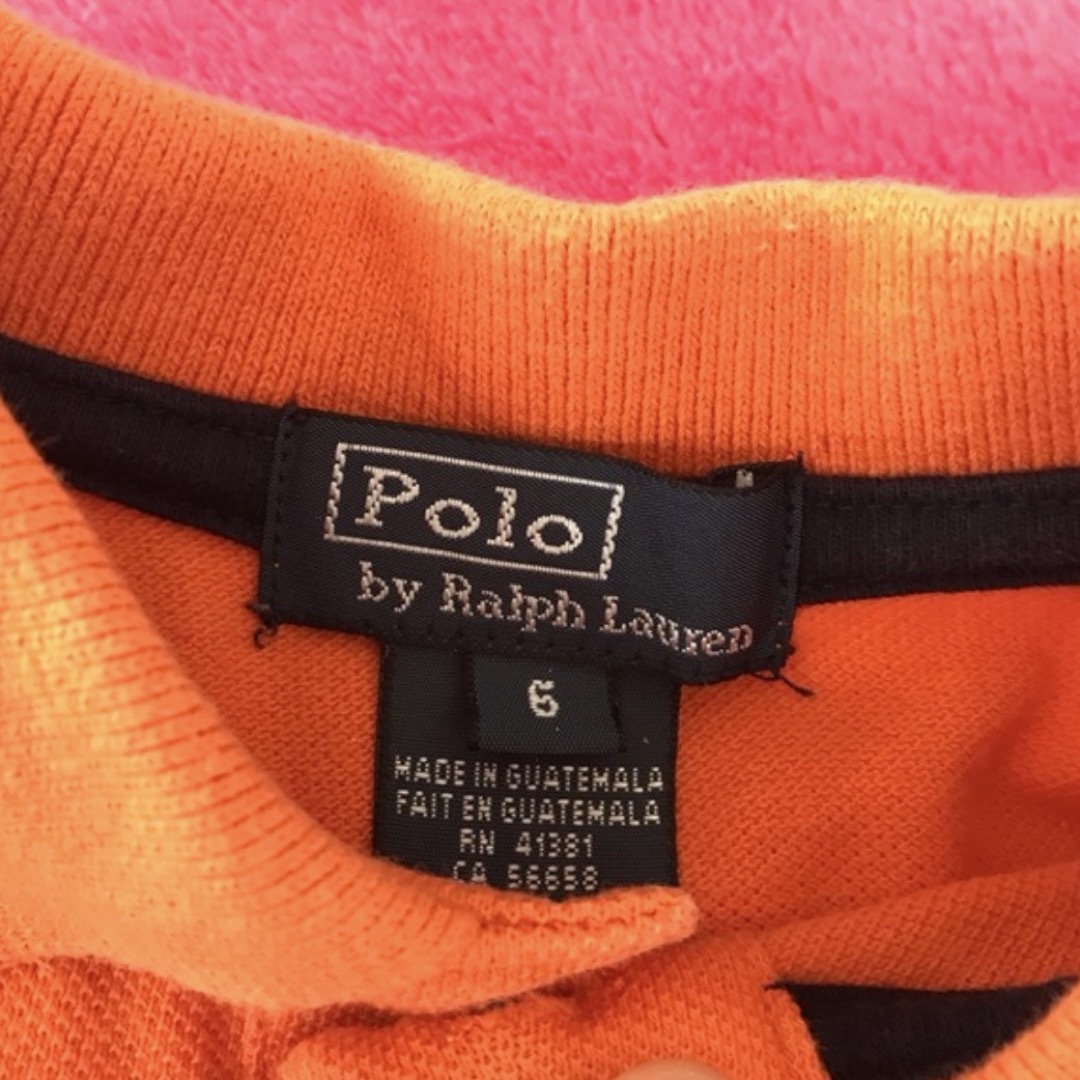 Polo
by Ralph Lauren
6
MADE IN GUATEMALA
FAIT EN GUATEMALA
RN 41381
CA 56658